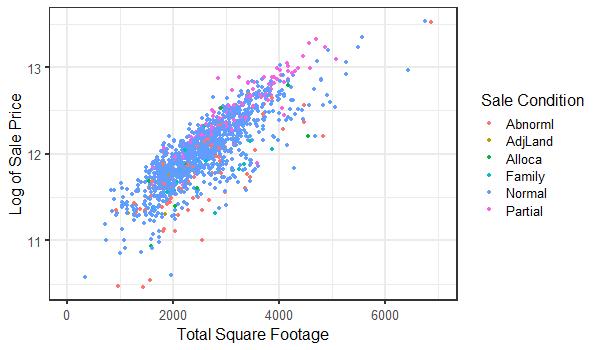 13
12
11
Log of Sale Price
0
2000
4000
6000
Total Square Footage
Sale Condition
Abnorml
AdjLand
Alloca
Family
Normal
Partial